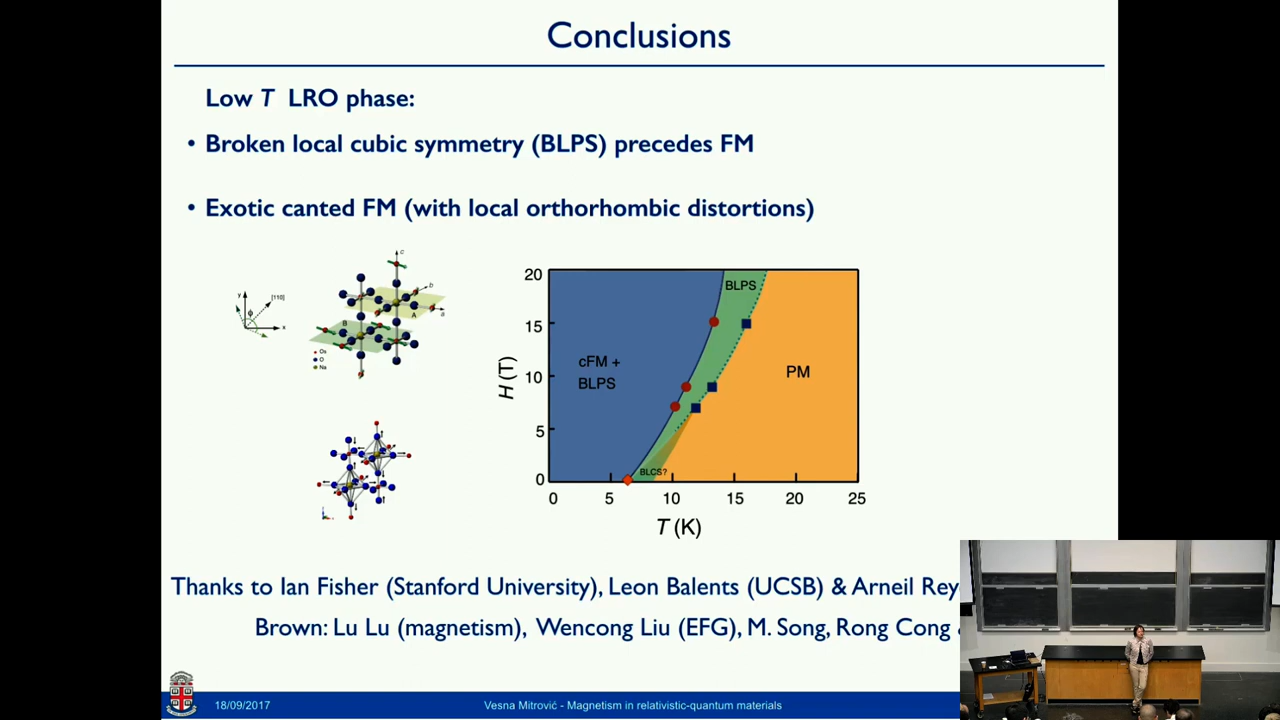 Conclusions
Low T LRO phase:
• Broken local cubic symmetry (BLPS) precedes FM
• Exotic canted FM (with local orthorhombic distortions)
c
b
a
A
B
y
[110]
ϕ
x
Os
O
Na
20
15
10
5
0
H (T)
BLPS
cFM +
BLPS
PM
BLCS?
0 5 10 15 20 25
T (K)
Thanks to Ian Fisher (Stanford University), Leon Balents (UCSB) & Arneil Rey
Brown: Lu Lu (magnetism), Wencong Liu (EFG), M. Song, Rong Cong
18/09/2017
Vesna Mitrović - Magnetism in relativistic-quantum materials